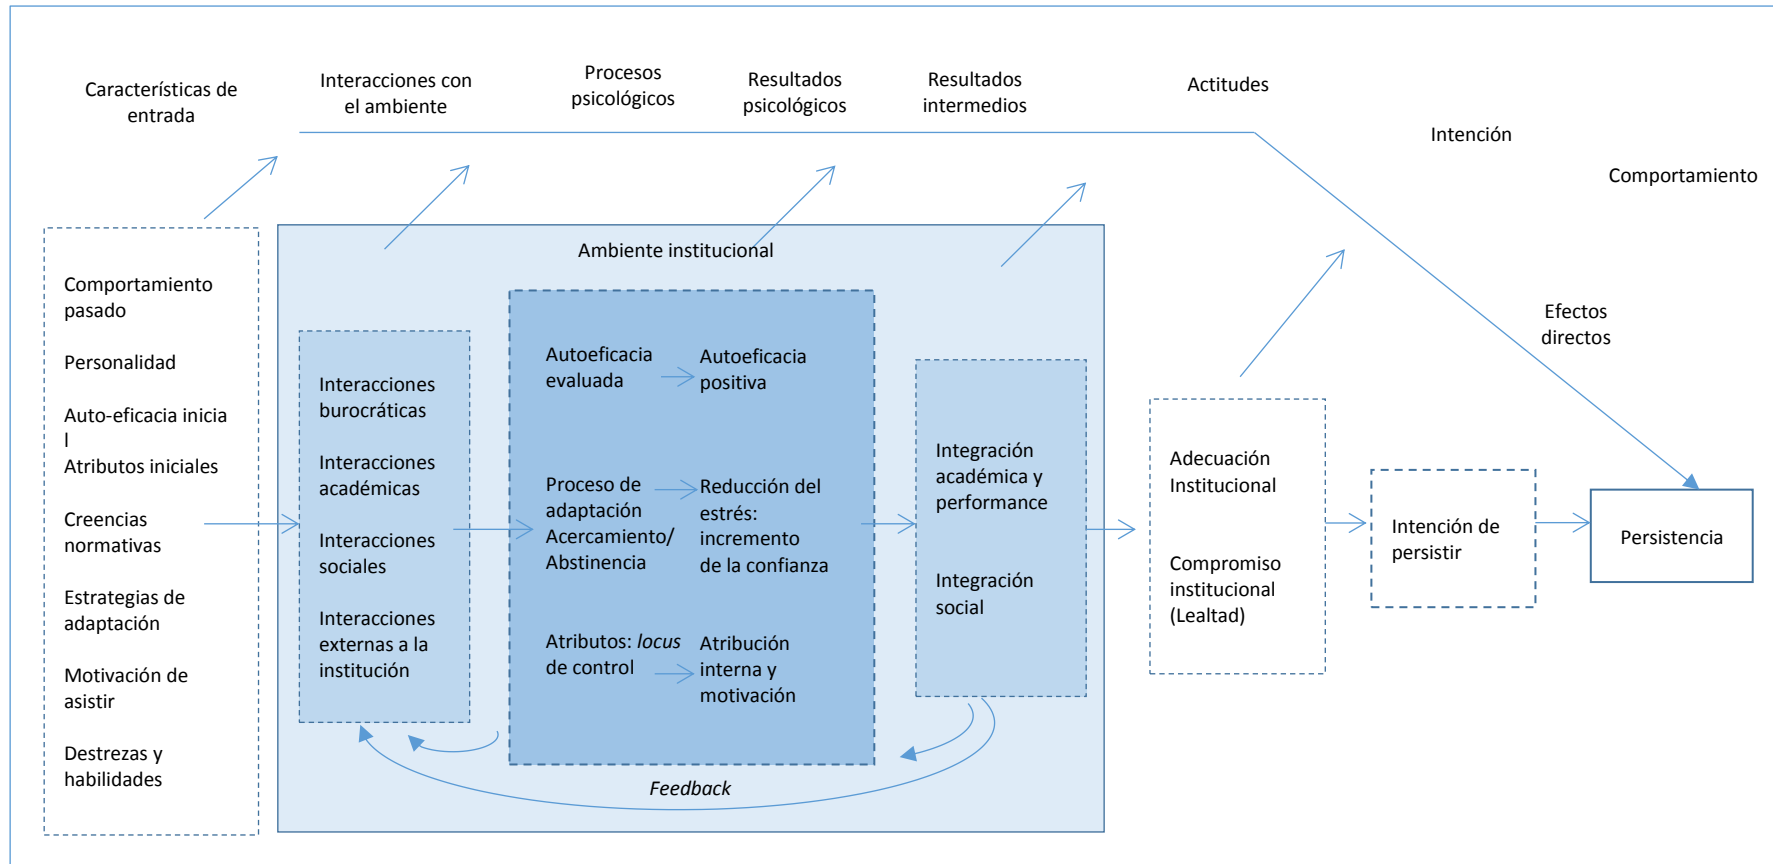 Características de
entrada
Interacciones con
el ambiente
Procesos
psicológicos
Resultados
psicológicos
Resultados
intermedios
Actitudes
Intención
Comportamiento
Efectos
directos
Comportamiento
pasado
Personalidad
Auto-eficacia inicia
l
Atributos iniciales
Creencias
normativas
Estrategias de
adaptación
Motivación de
asistir
Destrezas y
habilidades
Ambiente institucional
Interacciones
burocráticas
Interacciones
académicas
Interacciones
sociales
Interacciones
externas a la
institución
Autoeficacia
evaluada
Autoeficacia
positiva
Proceso de
adaptación
Acercamiento/
Abstinencia
Reducción del
estrés:
incremento
de la confianza
Atributos: locus
de control
Atribución
interna y
motivación
Feedback
Integración
académica y
performance
Integración
social
Adecuación
Institucional
Compromiso
institucional
(Lealtad)
Intención de
persistir
Persistencia